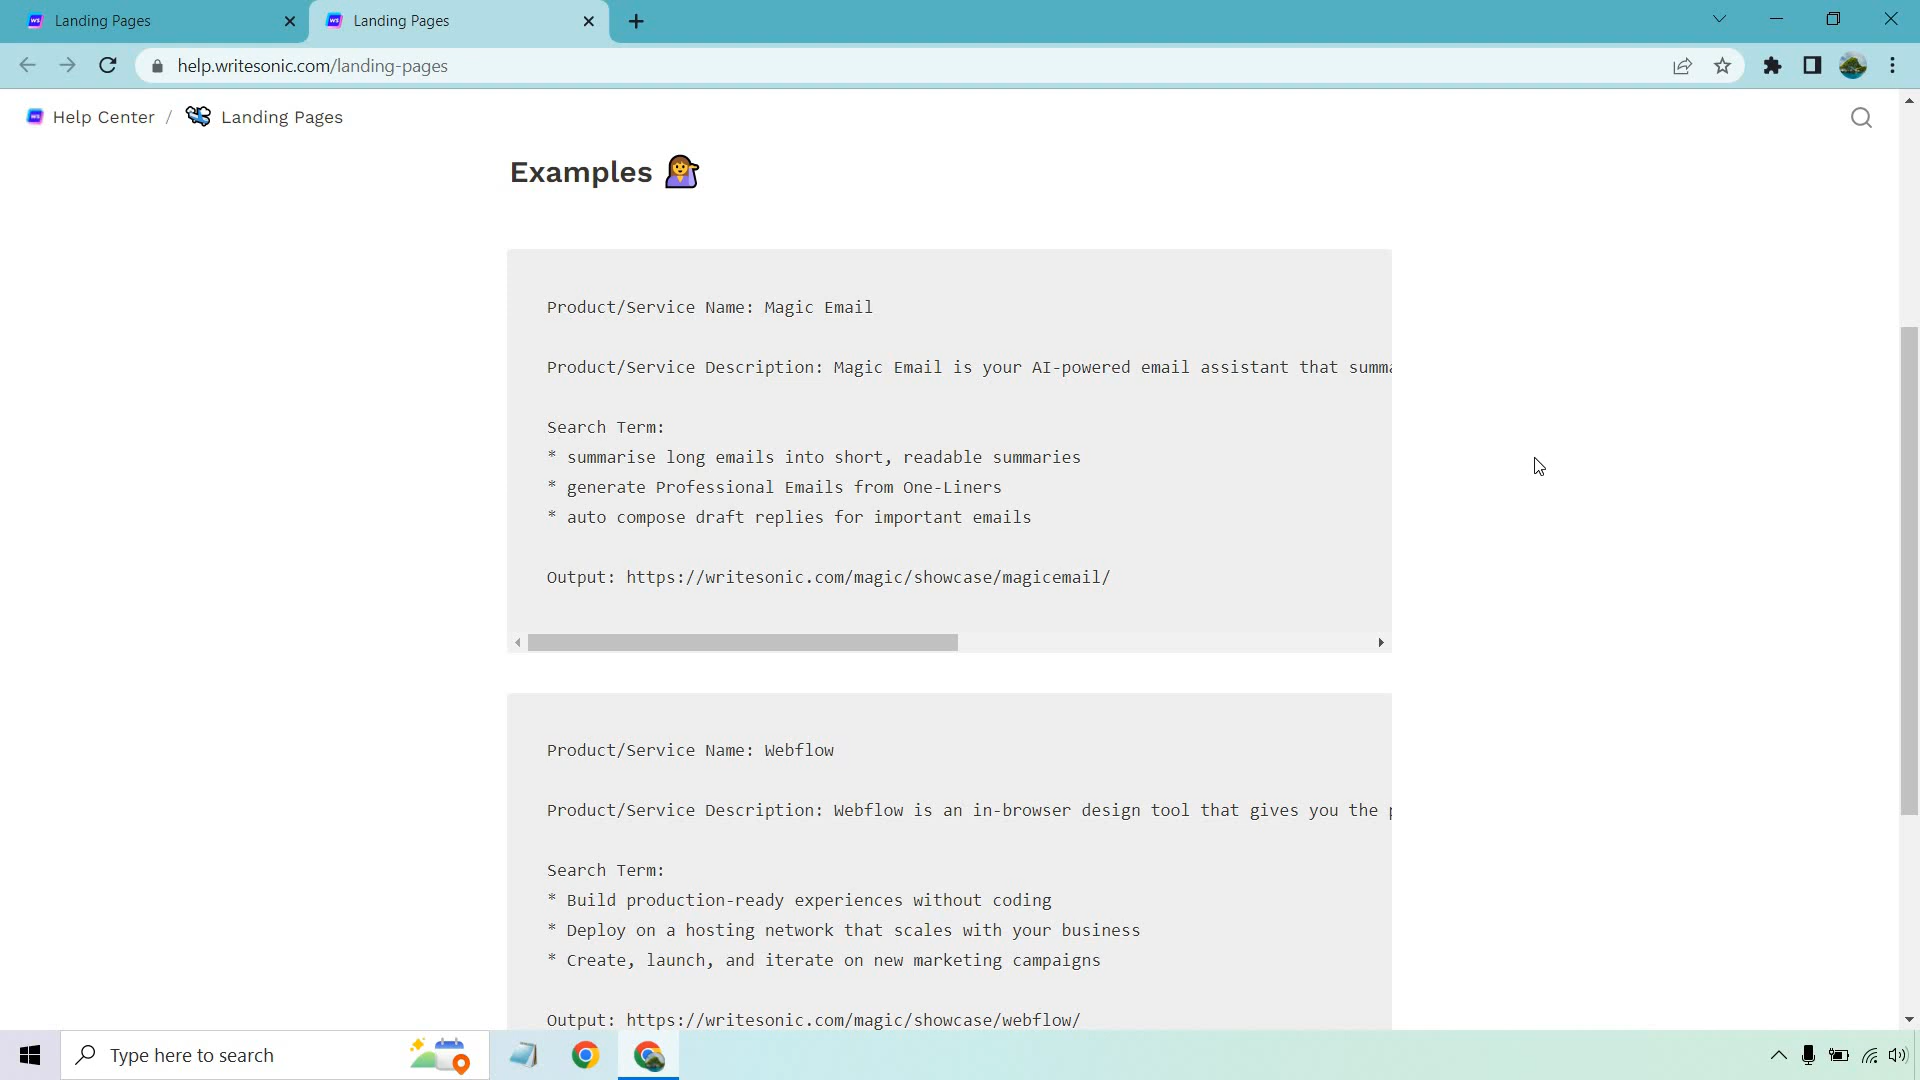 Landing Pages
Landing Pages
help.writesonic.com/landing-pages
Help Center / Landing Pages
Examples
Product/Service Name: Magic Email
Product/Service Description: Magic Email is your AI-powered email assistant that summa
Search Term:
* summarise long emails into short, readable summaries
* generate Professional Emails from One-Liners
* auto compose draft replies for important emails
Output: https://writesonic.com/magic/showcase/magicemail/
Product/Service Name: Webflow
Product/Service Description: Webflow is an in-browser design tool that gives you the
Search Term:
* Build production-ready experiences without coding
* Deploy on a hosting network that scales with your business
* Create, launch, and iterate on new marketing campaigns
Output: https://writesonic.com/magic/showcase/webflow/
Type here to search